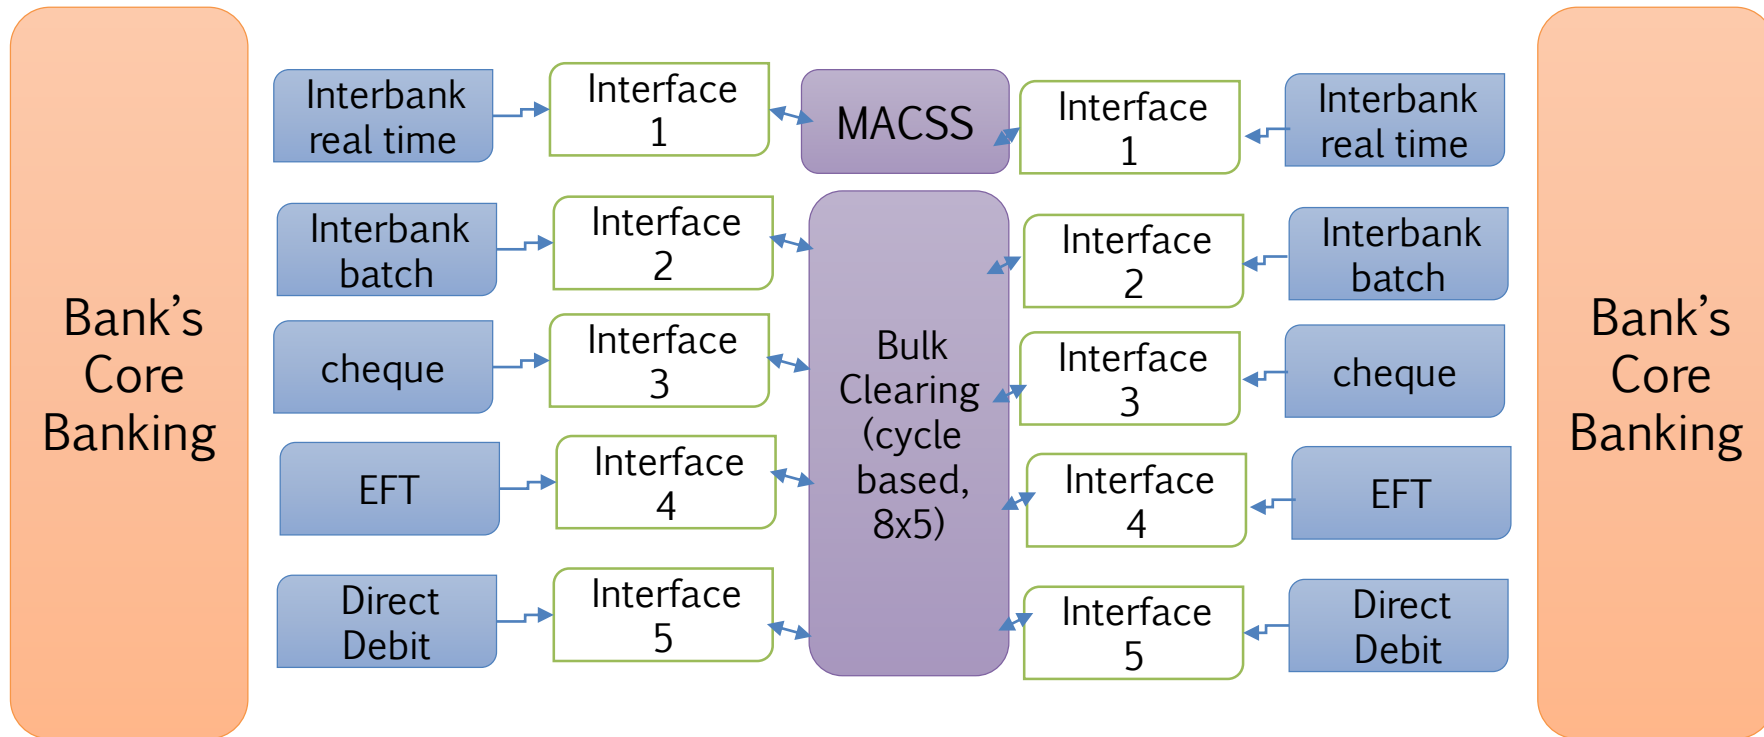 Bank’s
Core
Banking
Interbank
real time
Interface
1
MACSS
Interface
1
Interbank
real time
Interbank
batch
Interface
2
Interface
2
Interbank
batch
cheque
Interface
3
Bulk
Clearing
(cycle
based,
8x5)
Interface
3
cheque
EFT
Interface
4
Interface
4
EFT
Direct
Debit
Interface
5
Interface
5
Direct
Debit
Bank’s
Core
Banking